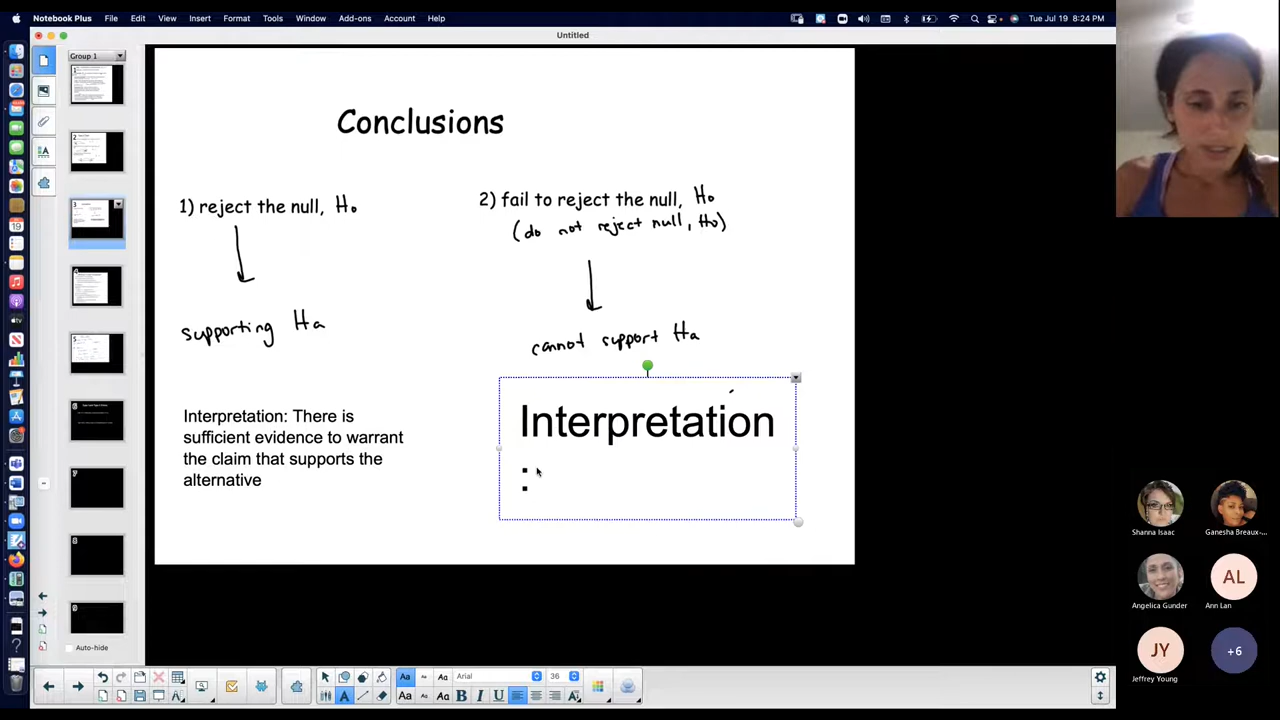 Notebook Plus File Edit View Insert Format Tools Window Add-ons Account Help
Tue Jul 19 8:24 PM
Untitled
Group 1
Conclusions
1) reject the null, Ho
2) fail to reject the null, Ho
(do not reject null, Ho)
supporting Ha
cannot support Ha
Interpretation: There is
sufficient evidence to warrant
the claim that supports the
alternative
Interpretation
:
Shanna Isaac
Ganesha Breaux-...
Angelica Gunder
AL
Ann Lan
JY
Jeffrey Young
+6
Auto-hide
Arial
36